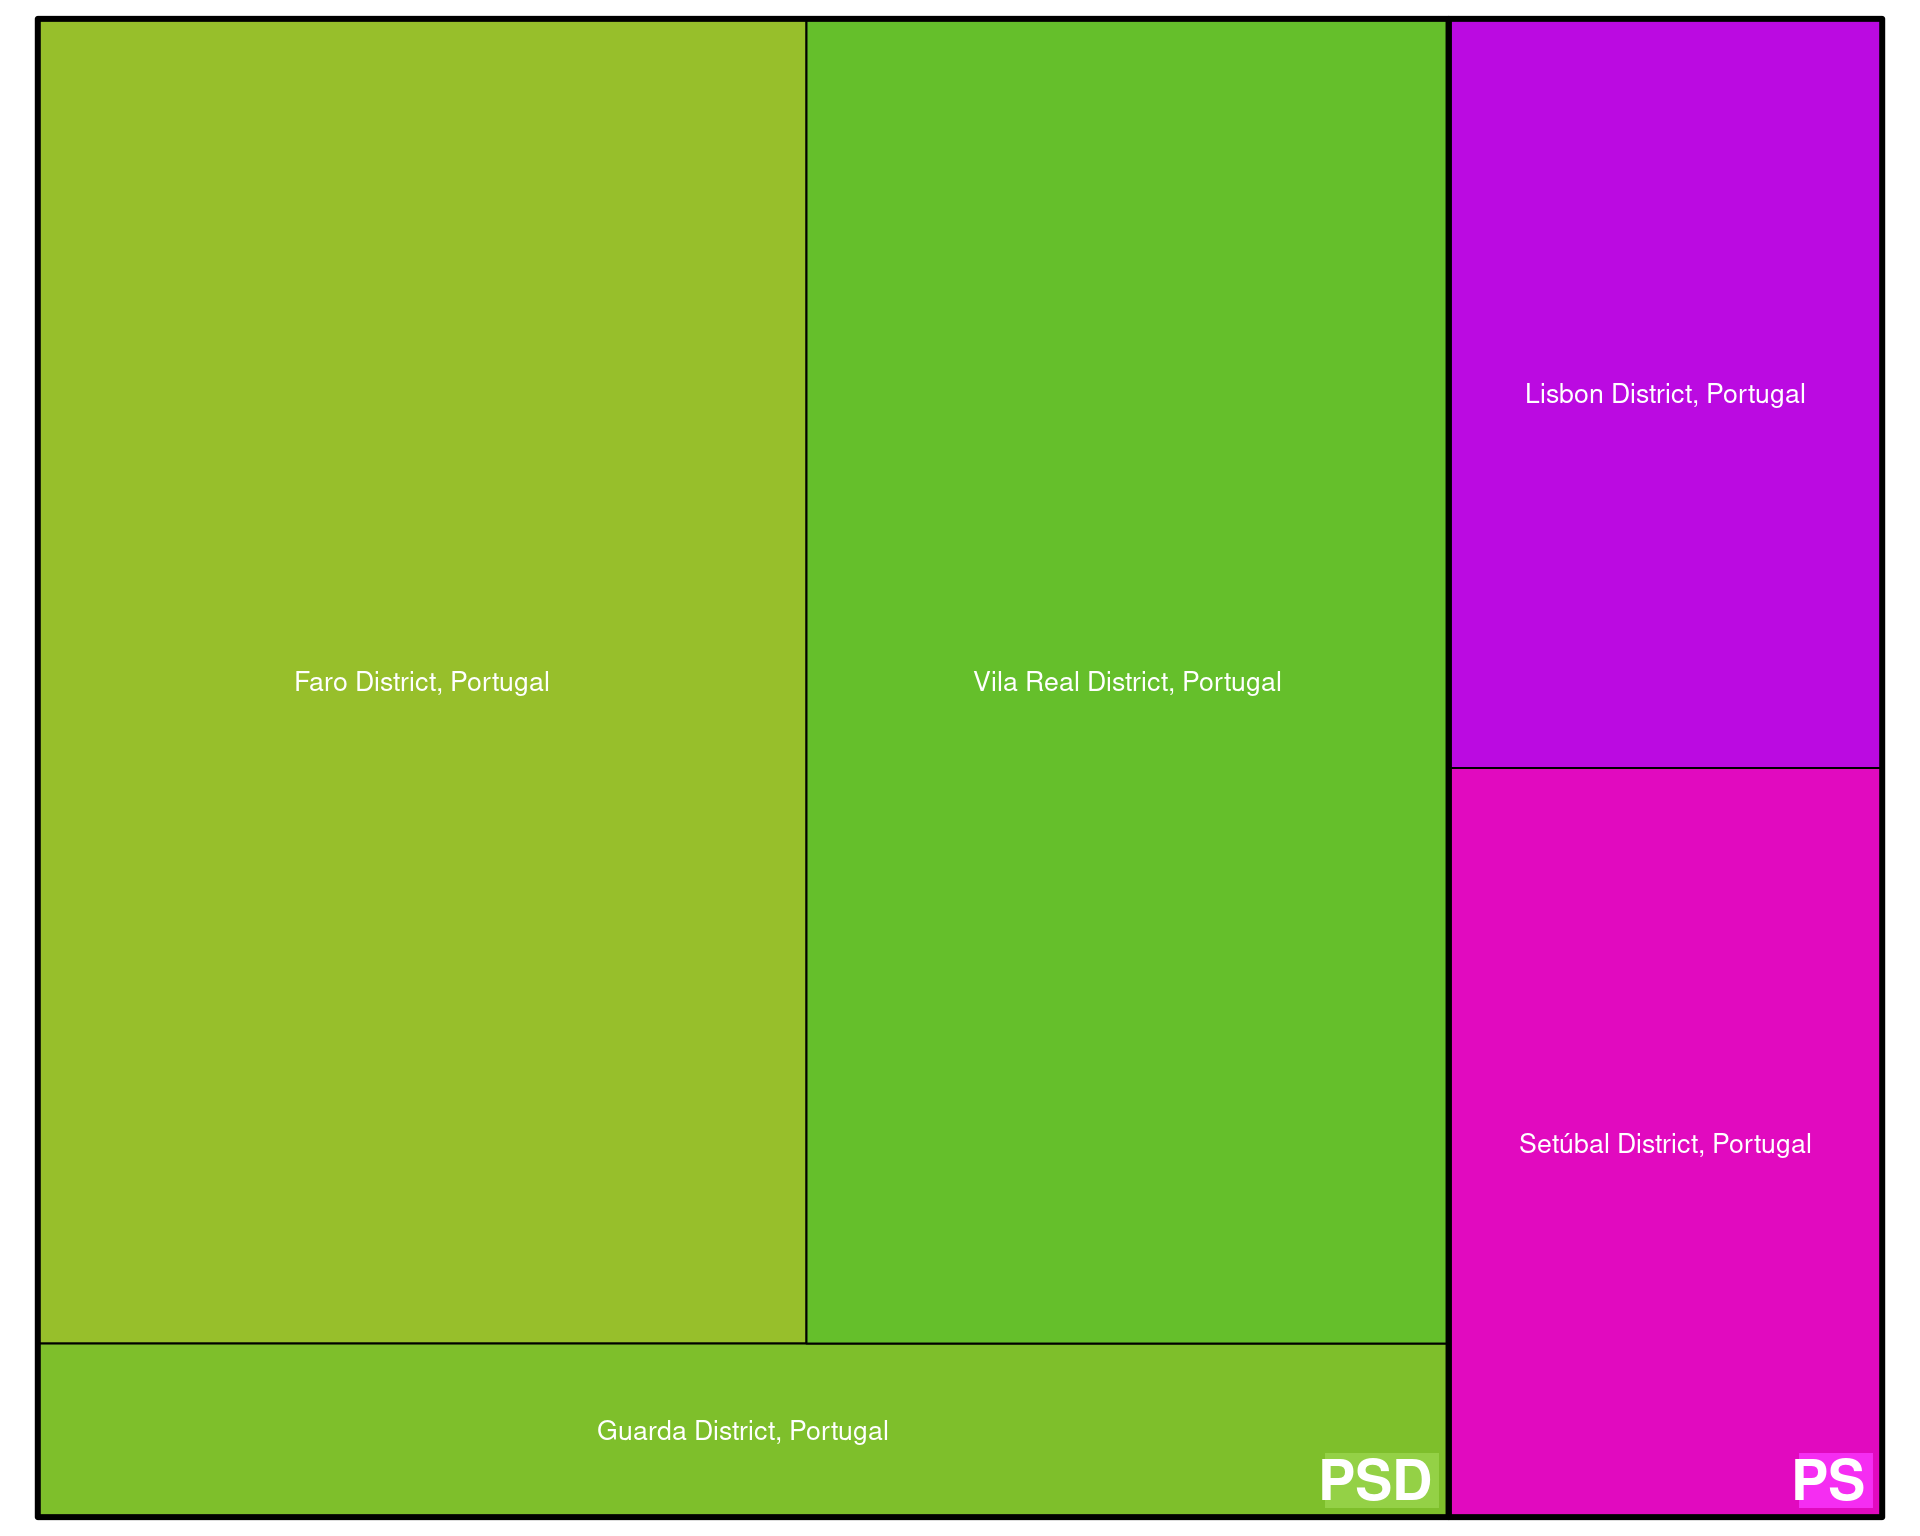 Faro District, Portugal
Vila Real District, Portugal
Guarda District, Portugal
PSD
Lisbon District, Portugal
Setúbal District, Portugal
PS